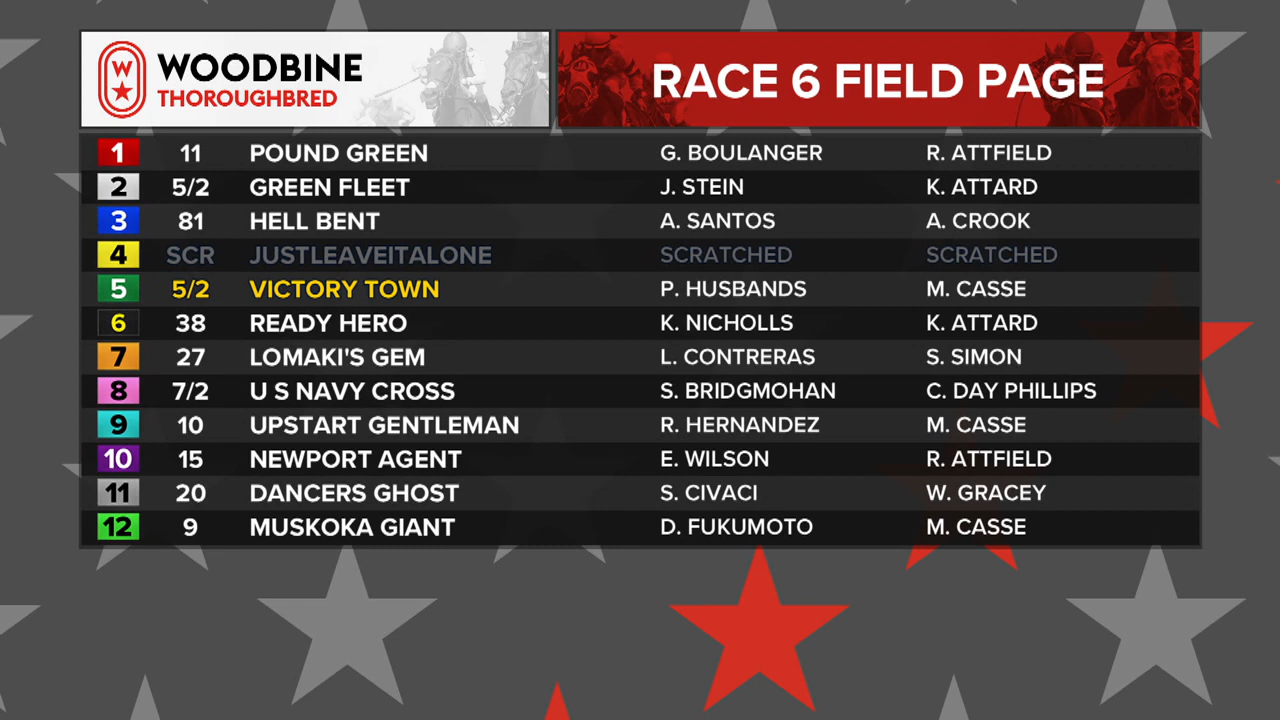 W
WOODBINE
THOROUGHBRED
RACE 6 FIELD PAGE
1 11 POUND GREEN G. BOULANGER R. ATTFIELD
2 5/2 GREEN FLEET J. STEIN K. ATTARD
3 81 HELL BENT A. SANTOS A. CROOK
4 SCR JUSTLEAVEITALONE SCRATCHED SCRATCHED
5 5/2 VICTORY TOWN P. HUSBANDS M. CASSE
6 38 READY HERO K. NICHOLLS K. ATTARD
7 27 LOMAKI'S GEM L. CONTRERAS S. SIMON
8 7/2 U S NAVY CROSS S. BRIDGMOHAN C. DAY PHILLIPS
9 10 UPSTART GENTLEMAN R. HERNANDEZ M. CASSE
10 15 NEWPORT AGENT E. WILSON R. ATTFIELD
11 20 DANCERS GHOST S. CIVACI W. GRACEY
12 9 MUSKOKA GIANT D. FUKUMOTO M. CASSE